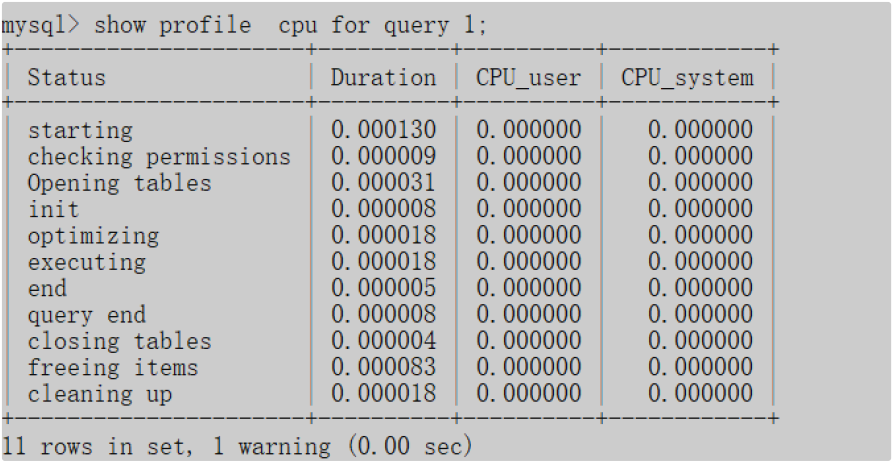 mysql> show profile  cpu for query 1;
+----------------------+----------+----------+------------+
| Status               | Duration | CPU_user | CPU_system |
+----------------------+----------+----------+------------+
| starting             | 0.000130 | 0.000000 |   0.000000 |
| checking permissions | 0.000009 | 0.000000 |   0.000000 |
| Opening tables       | 0.000031 | 0.000000 |   0.000000 |
| init                 | 0.000008 | 0.000000 |   0.000000 |
| optimizing           | 0.000018 | 0.000000 |   0.000000 |
| executing            | 0.000018 | 0.000000 |   0.000000 |
| end                  | 0.000005 | 0.000000 |   0.000000 |
| query end            | 0.000008 | 0.000000 |   0.000000 |
| closing tables       | 0.000004 | 0.000000 |   0.000000 |
| freeing items        | 0.000083 | 0.000000 |   0.000000 |
| cleaning up          | 0.000018 | 0.000000 |   0.000000 |
+----------------------+----------+----------+------------+
11 rows in set, 1 warning (0.00 sec)